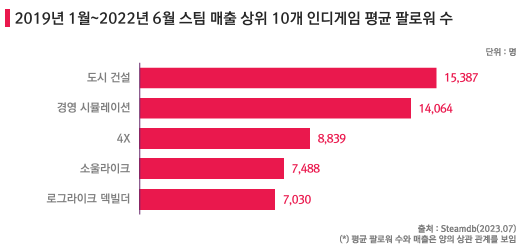 2019년 1월~2022년 6월 스팀 매출 상위 10개 인디게임 평균 팔로워 수
단위 : 명
도시 건설 15,387
경영 시뮬레이션 14,064
4X 8,839
소울라이크 7,488
로그라이크 덱빌더 7,030
출처 : Steamdb(2023.07)
(*) 평균 팔로워 수와 매출은 양의 상관 관계를 보임